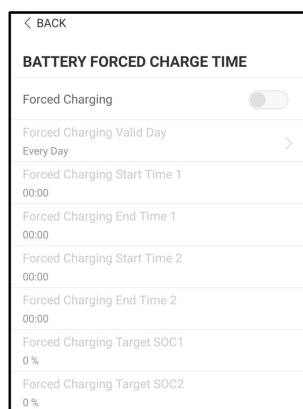 < BACK
BATTERY FORCED CHARGE TIME
Forced Charging
Forced Charging Valid Day
Every Day
Forced Charging Start Time 1
00:00
Forced Charging End Time 1
00:00
Forced Charging Start Time 2
00:00
Forced Charging End Time 2
00:00
Forced Charging Target SOC1
0 %
Forced Charging Target SOC2
0 %